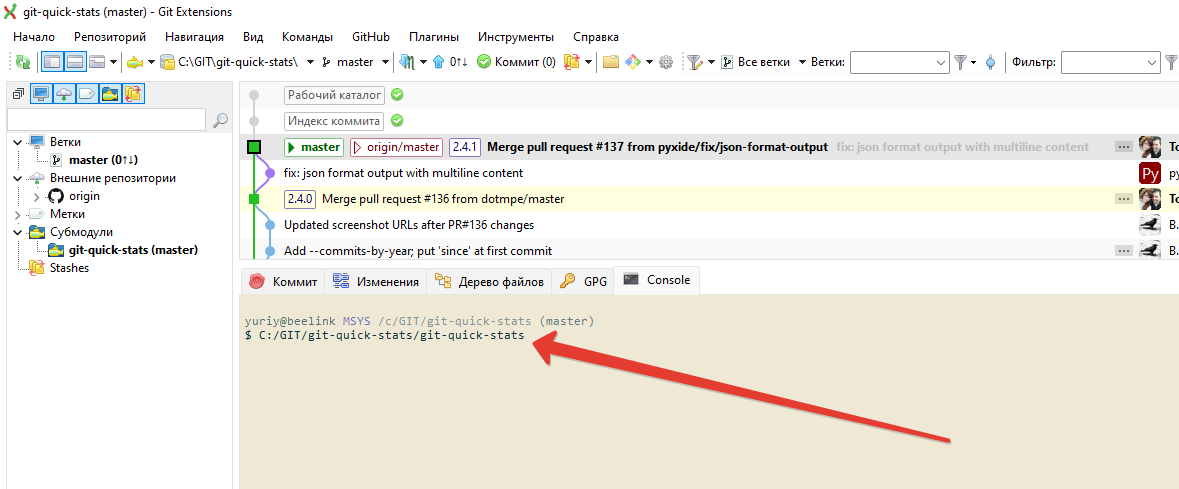 git-quick-stats (master) - Git Extensions
Начало Репозиторий Навигация Вид Команды GitHub Плагины Инструменты Справка
C:\GIT\git-quick-stats\ master 0↑↓ Коммит (0) Все ветки Ветки: Фильтр:
Рабочий каталог
Индекс коммита
master origin/master 2.4.1 Merge pull request #137 from pyxide/fix/json-format-output fix: json format output with multiline content ... To
fix: json format output with multiline content Py py
2.4.0 Merge pull request #136 from dotmpe/master ... To
Updated screenshot URLs after PR#136 changes B.
Add --commits-by-year; put 'since' at first commit ... B.
Ветки
master (0↑↓)
Внешние репозитории
origin
Метки
Субмодули
git-quick-stats (master)
Stashes
Коммит Изменения Дерево файлов GPG Console
yuriy@beelink MSYS /c/GIT/git-quick-stats (master)
$ C:/GIT/git-quick-stats/git-quick-stats